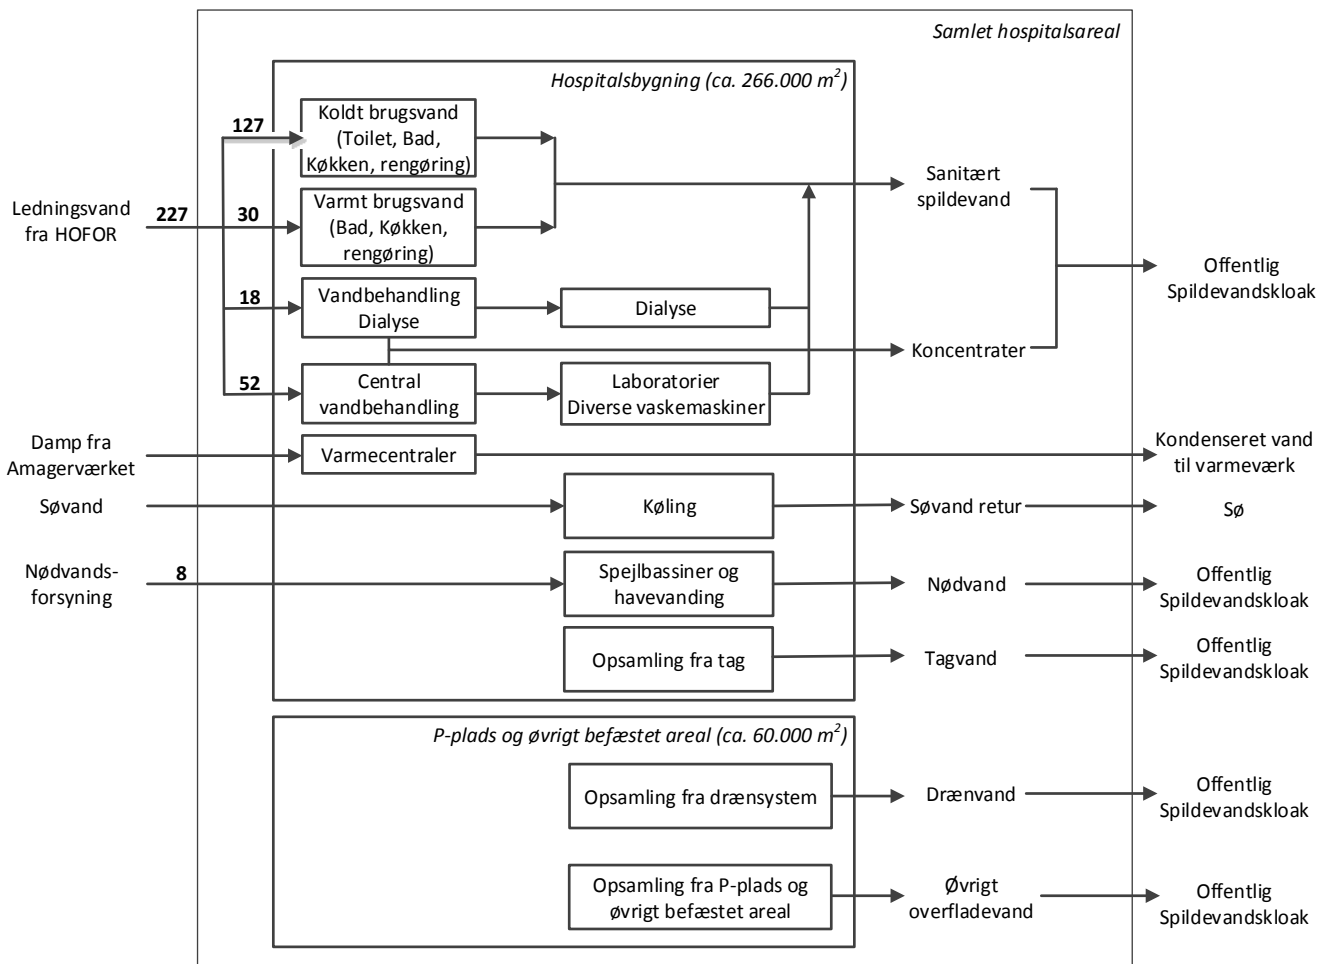 Samlet hospitalsareal
Hospitalsbygning (ca. 266.000 m²)
127
Koldt brugsvand
(Toilet, Bad,
Køkken, rengøring)
Sanitært
spildevand
Ledningsvand
fra HOFOR
227
30
Varmt brugsvand
(Bad, Køkken,
rengøring)
Offentlig
Spildevandskloak
18
Vandbehandling
Dialyse
Dialyse
Koncentrater
52
Central
vandbehandling
Laboratorier
Diverse vaskemaskiner
Damp fra
Amagerværket
Varmecentraler
Kondenseret vand
til varmeværk
Søvand
Køling
Søvand retur
Sø
Nødvands-
forsyning
8
Spejlbassiner og
havevanding
Nødvand
Offentlig
Spildevandskloak
Opsamling fra tag
Tagvand
Offentlig
Spildevandskloak
P-plads og øvrigt befæstet areal (ca. 60.000 m²)
Opsamling fra drænsystem
Drænvand
Offentlig
Spildevandskloak
Opsamling fra P-plads og
øvrigt befæstet areal
Øvrigt
overfladevand
Offentlig
Spildevandskloak